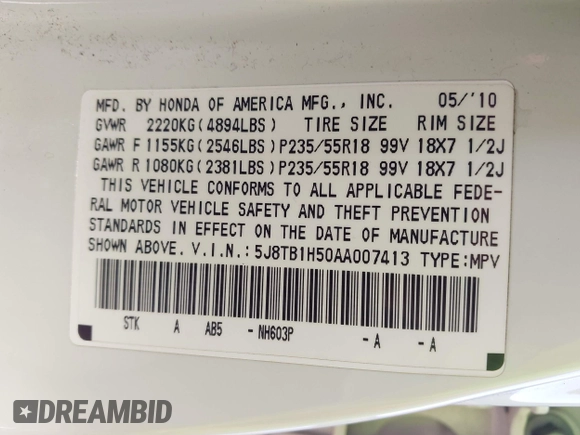 MFD. BY HONDA OF AMERICA MFG., INC. 05/'10
GVWR 2220KG(4894LBS) TIRE SIZE RIM SIZE
GAWR F1155KG(2546LBS)P235/55R18 99V 18X7 1/2J
GAWR R1080KG(2381LBS)P235/55R18 99V 18X7 1/2J
THIS VEHICLE CONFORMS TO ALL APPLICABLE FEDE-
RAL MOTOR VEHICLE SAFETY AND THEFT PREVENTION
STANDARDS IN EFFECT ON THE DATE OF MANUFACTURE
SHOWN ABOVE. V.I.N.: 5J8TB1H50AA007413 TYPE:MPV
STK A AB5 -NH603P -A -A
DREAMBID